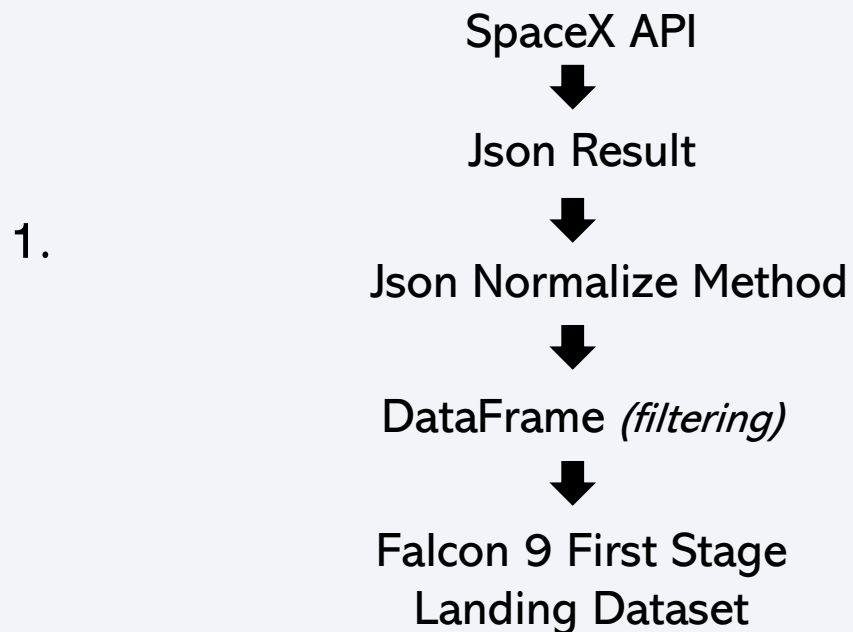 SpaceX API
Json Result
1.
Json Normalize Method
DataFrame (filtering)
Falcon 9 First Stage
Landing Dataset